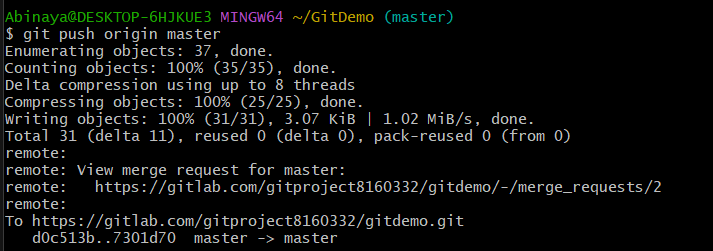 Abinaya@DESKTOP-6HJKUE3 MINGW64 ~/GitDemo (master)
$ git push origin master
Enumerating objects: 37, done.
Counting objects: 100% (35/35), done.
Delta compression using up to 8 threads
Compressing objects: 100% (25/25), done.
Writing objects: 100% (31/31), 3.07 KiB | 1.02 MiB/s, done.
Total 31 (delta 11), reused 0 (delta 0), pack-reused 0 (from 0)
remote:
remote: View merge request for master:
remote:   https://gitlab.com/gitproject8160332/gitdemo/-/merge_requests/2
remote:
To https://gitlab.com/gitproject8160332/gitdemo.git
   d0c513b..7301d70  master -> master